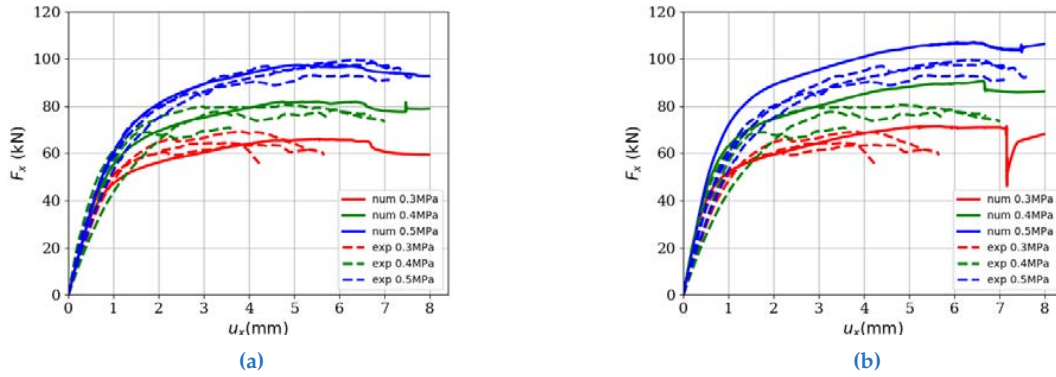 120
100
80
60
40
20
0
F_x (kN)
0 1 2 3 4 5 6 7 8
u_x(mm)
num 0.3MPa
num 0.4MPa
num 0.5MPa
exp 0.3MPa
exp 0.4MPa
exp 0.5MPa
(a)
120
100
80
60
40
20
0
F_x (kN)
0 1 2 3 4 5 6 7 8
u_x(mm)
num 0.3MPa
num 0.4MPa
num 0.5MPa
exp 0.3MPa
exp 0.4MPa
exp 0.5MPa
(b)